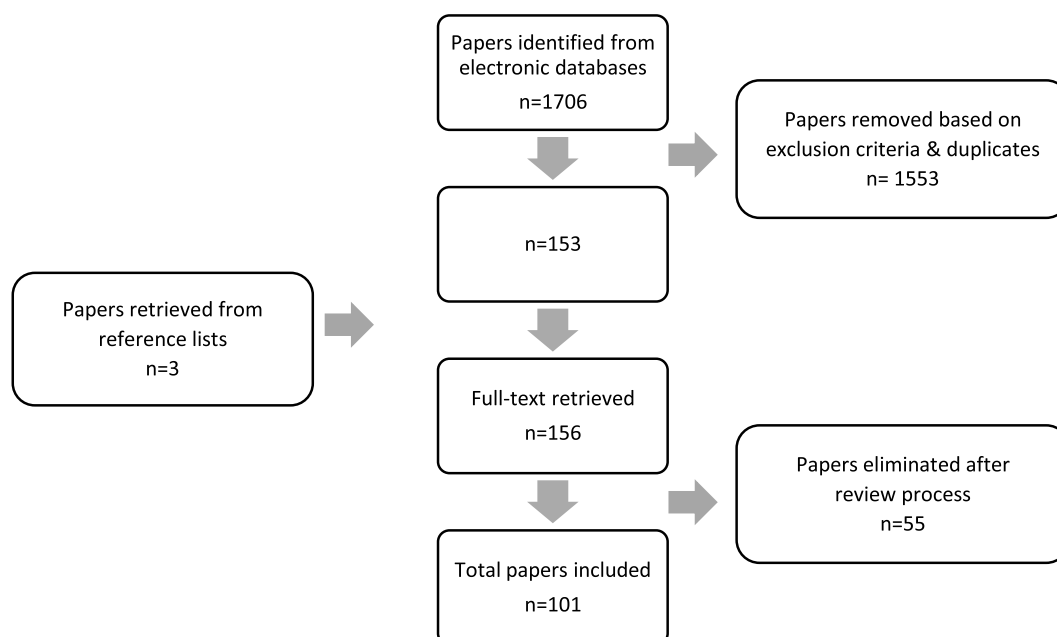 Papers identified from
electronic databases
n=1706
Papers removed based on
exclusion criteria & duplicates
n= 1553
n=153
Papers retrieved from
reference lists
n=3
Full-text retrieved
n=156
Papers eliminated after
review process
n=55
Total papers included
n=101